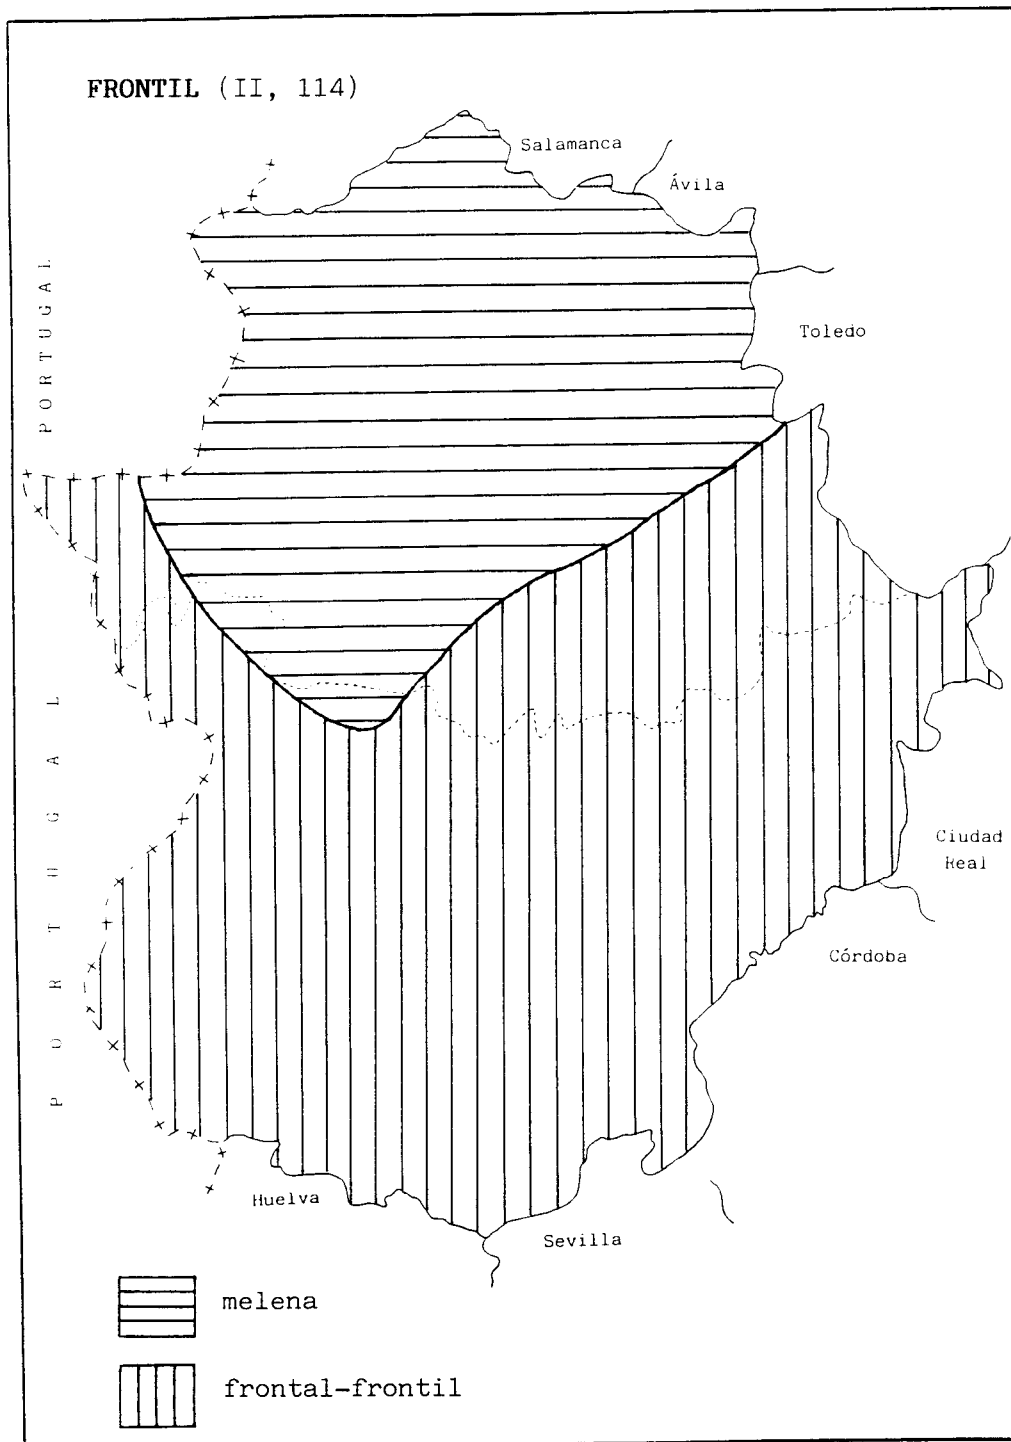 FRONTIL (II, 114)
Salamanca
Ávila
PORTUGAL
Toledo
PORTUGAL
Ciudad
Real
Córdoba
Huelva
Sevilla
melena
frontal-frontil